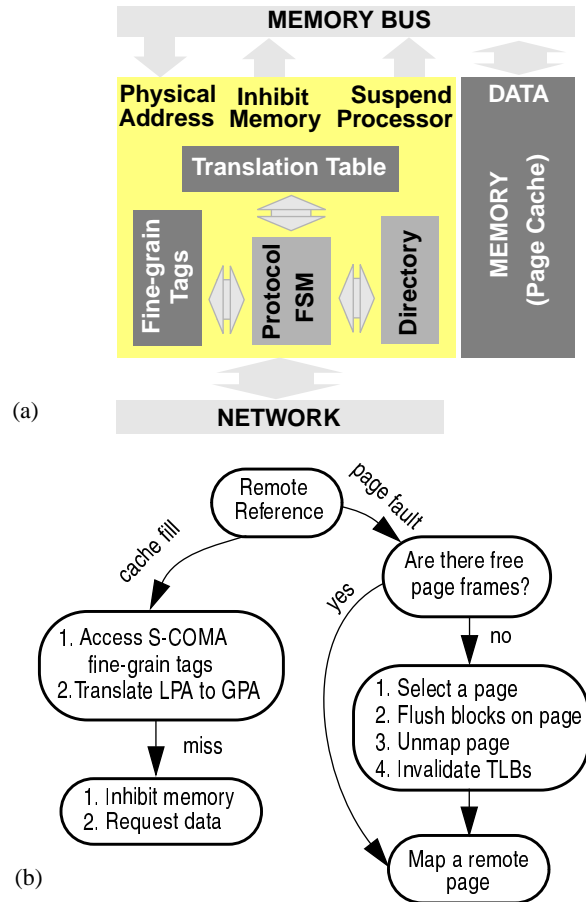 MEMORY BUS
Physical
Address
Inhibit
Memory
Suspend
Processor
DATA
Translation Table
Fine-grain
Tags
Protocol
FSM
Directory
MEMORY
(Page Cache)
(a)
NETWORK
Remote
Reference
page fault
cache fill
Are there free
page frames?
yes
no
1. Access S-COMA
fine-grain tags
2. Translate LPA to GPA
1. Select a page
2. Flush blocks on page
3. Unmap page
4. Invalidate TLBs
miss
1. Inhibit memory
2. Request data
Map a remote
page
(b)